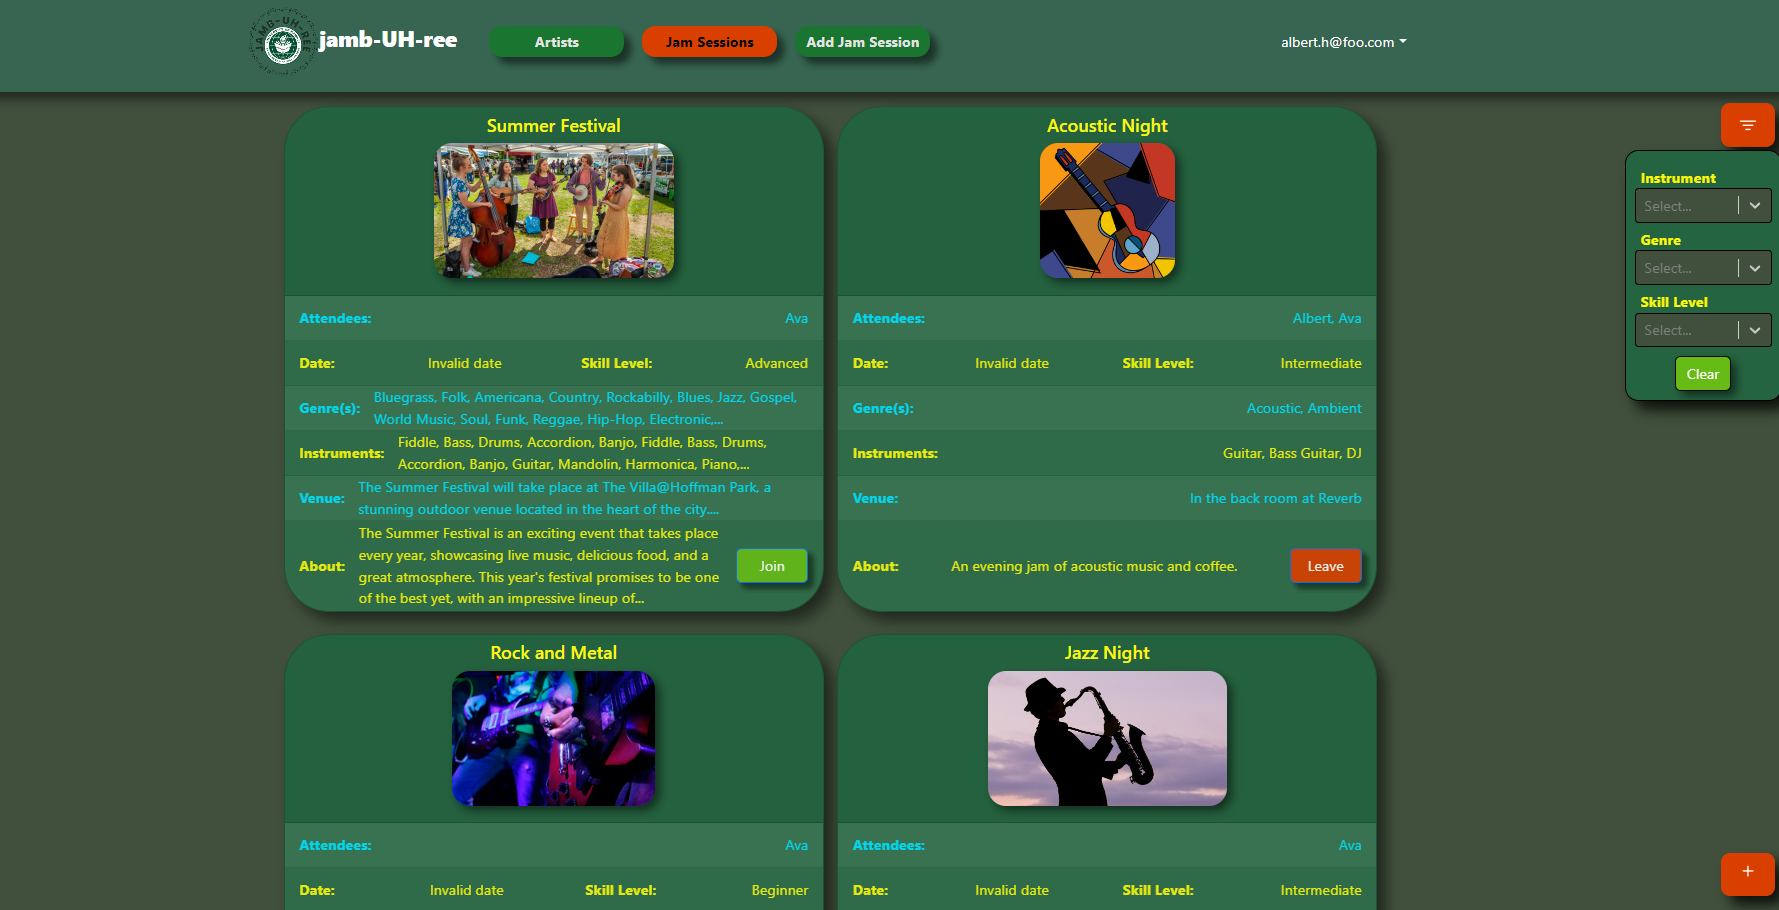 JAMB-UH-REE
jamb-UH-ree
Artists
Jam Sessions
Add Jam Session
albert.h@foo.com
Summer Festival
Attendees: Ava
Date: Invalid date Skill Level: Advanced
Genre(s): Bluegrass, Folk, Americana, Country, Rockabilly, Blues, Jazz, Gospel,
World Music, Soul, Funk, Reggae, Hip-Hop, Electronic,...
Instruments: Fiddle, Bass, Drums, Accordion, Banjo, Fiddle, Bass, Drums,
Accordion, Banjo, Guitar, Mandolin, Harmonica, Piano,...
Venue: The Summer Festival will take place at The Villa@Hoffman Park, a
stunning outdoor venue located in the heart of the city....
About: The Summer Festival is an exciting event that takes place
every year, showcasing live music, delicious food, and a
great atmosphere. This year's festival promises to be one
of the best yet, with an impressive lineup of...
Join
Acoustic Night
Attendees: Albert, Ava
Date: Invalid date Skill Level: Intermediate
Genre(s): Acoustic, Ambient
Instruments: Guitar, Bass Guitar, DJ
Venue: In the back room at Reverb
About: An evening jam of acoustic music and coffee.
Leave
Rock and Metal
Attendees: Ava
Date: Invalid date Skill Level: Beginner
Jazz Night
Attendees: Ava
Date: Invalid date Skill Level: Intermediate
Instrument
Select...
Genre
Select...
Skill Level
Select...
Clear
+